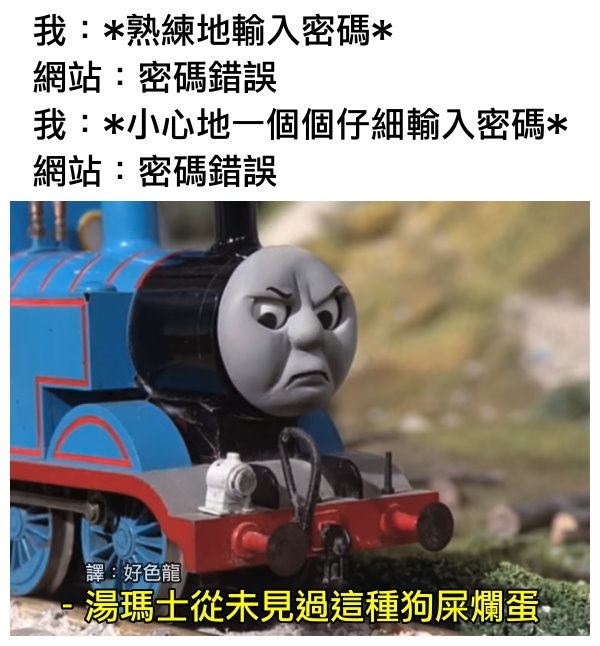 我：*熟練地輸入密碼*
網站：密碼錯誤
我：*小心地一個個仔細輸入密碼*
網站：密碼錯誤
譯：好色龍
- 湯瑪士從未見過這種狗屎爛蛋